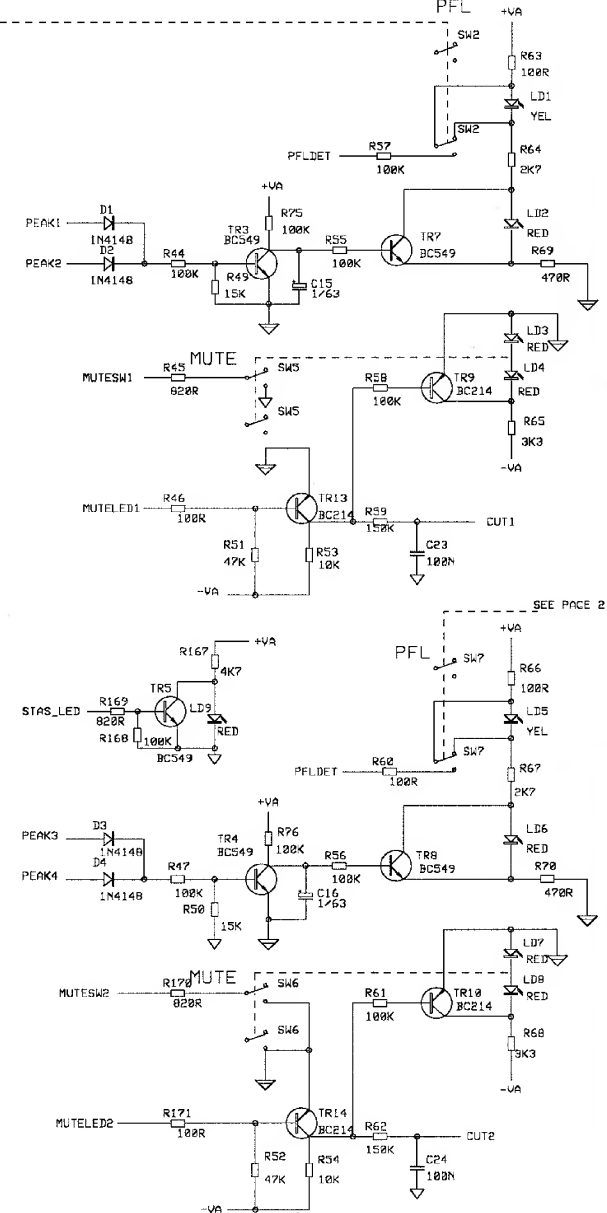 PFL
+VA
SW2
R63
100R
LD1
YEL
SW2
R57
PFLDET
100K
R64
2K7
+VA
D1
PEAK1
1N4148
D2
PEAK2
1N4148
R44
100K
R49
15K
TR3
BC549
R75
100K
C15
1/63
R55
100K
TR7
BC549
LD2
RED
R69
470R
MUTE
R45
MUTESW1
820R
SW5
SW5
R58
100K
TR9
BC214
LD3
RED
LD4
RED
R65
3K3
-VA
R46
MUTELED1
100R
TR13
BC214
R59
150K
CUT1
R51
47K
R53
10K
C23
100N
-VA
SEE PACE 2
+VA
PFL
SW7
R66
100R
R167
+VA
4K7
TR5
LD9
RED
STAS_LED
R169
820R
R168
100K
BC549
LD5
YEL
SW7
R60
PFLDET
100R
R67
2K7
+VA
D3
PEAK3
1N4148
D4
PEAK4
1N4148
R47
100K
R50
15K
TR4
BC549
R76
100K
C16
1/63
R56
100K
TR8
BC549
LD6
RED
R70
470R
MUTE
R170
MUTESW2
820R
SW6
SW6
R61
100K
TR10
BC214
LD7
RED
LD8
RED
R68
3K3
-VA
R171
MUTELED2
100R
TR14
BC214
R62
150K
CUT2
R52
47K
R54
10K
C24
100N
-VA